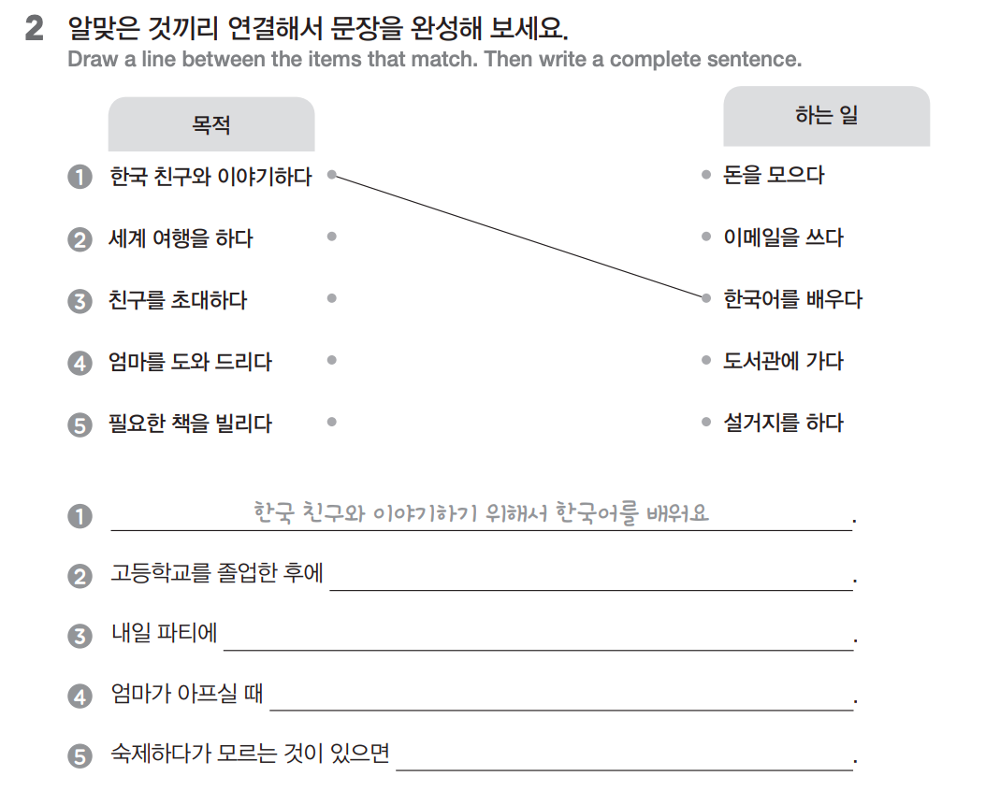 2 알맞은 것끼리 연결해서 문장을 완성해 보세요.
Draw a line between the items that match. Then write a complete sentence.
목적 하는 일
1 한국 친구와 이야기하다 돈을 모으다
2 세계 여행을 하다 이메일을 쓰다
3 친구를 초대하다 한국어를 배우다
4 엄마를 도와 드리다 도서관에 가다
5 필요한 책을 빌리다 설거지를 하다
1 한국 친구와 이야기하기 위해서 한국어를 배워요.
2 고등학교를 졸업한 후에 .
3 내일 파티에 .
4 엄마가 아프실 때 .
5 숙제하다가 모르는 것이 있으면 .